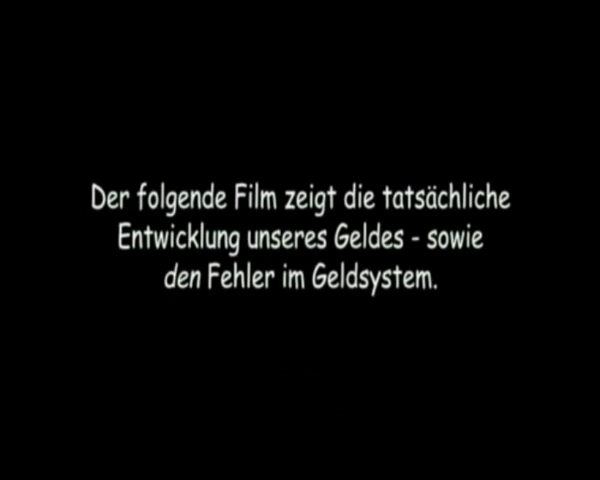 Der folgende Film zeigt die tatsächliche
Entwicklung unseres Geldes - sowie
den Fehler im Geldsystem.